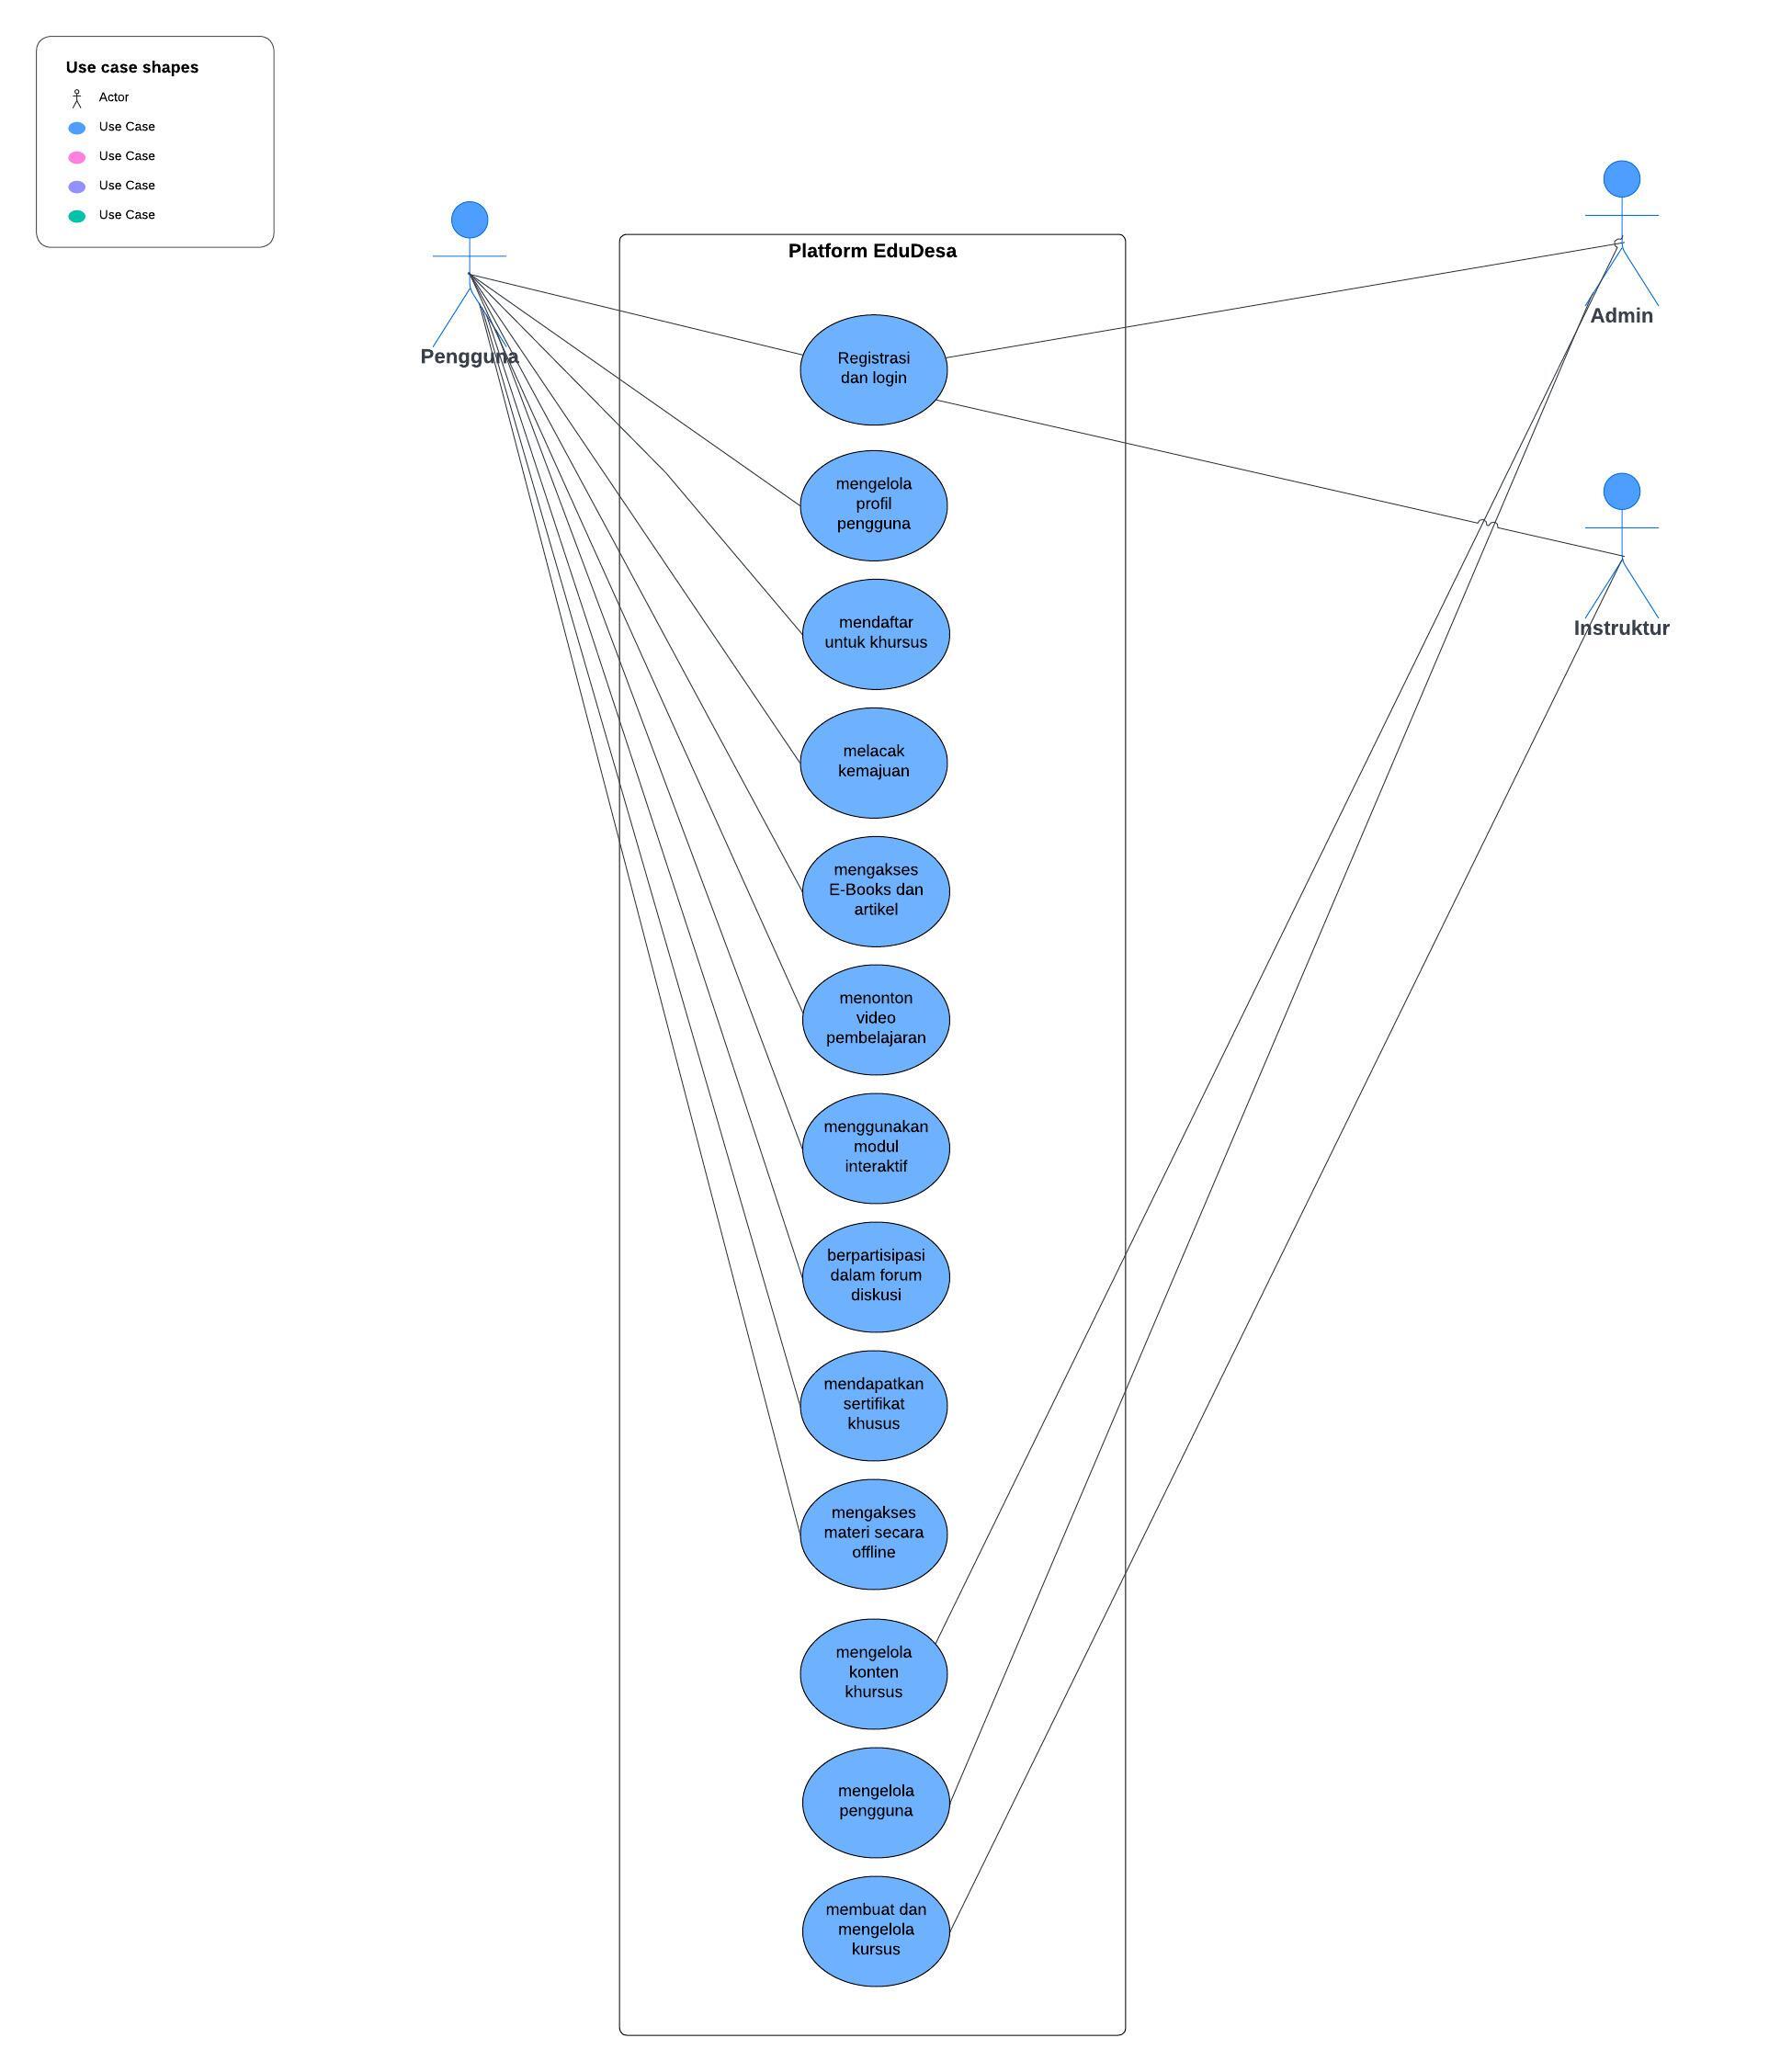 Use case shapes
Actor
Use Case
Use Case
Use Case
Use Case
Pengguna
Platform EduDesa
Admin
Instruktur
Registrasi
dan login
mengelola
profil
pengguna
mendaftar
untuk khursus
melacak
kemajuan
mengakses
E-Books dan
artikel
menonton
video
pembelajaran
menggunakan
modul
interaktif
berpartisipasi
dalam forum
diskusi
mendapatkan
sertifikat
khusus
mengakses
materi secara
offline
mengelola
konten
khursus
mengelola
pengguna
membuat dan
mengelola
kursus